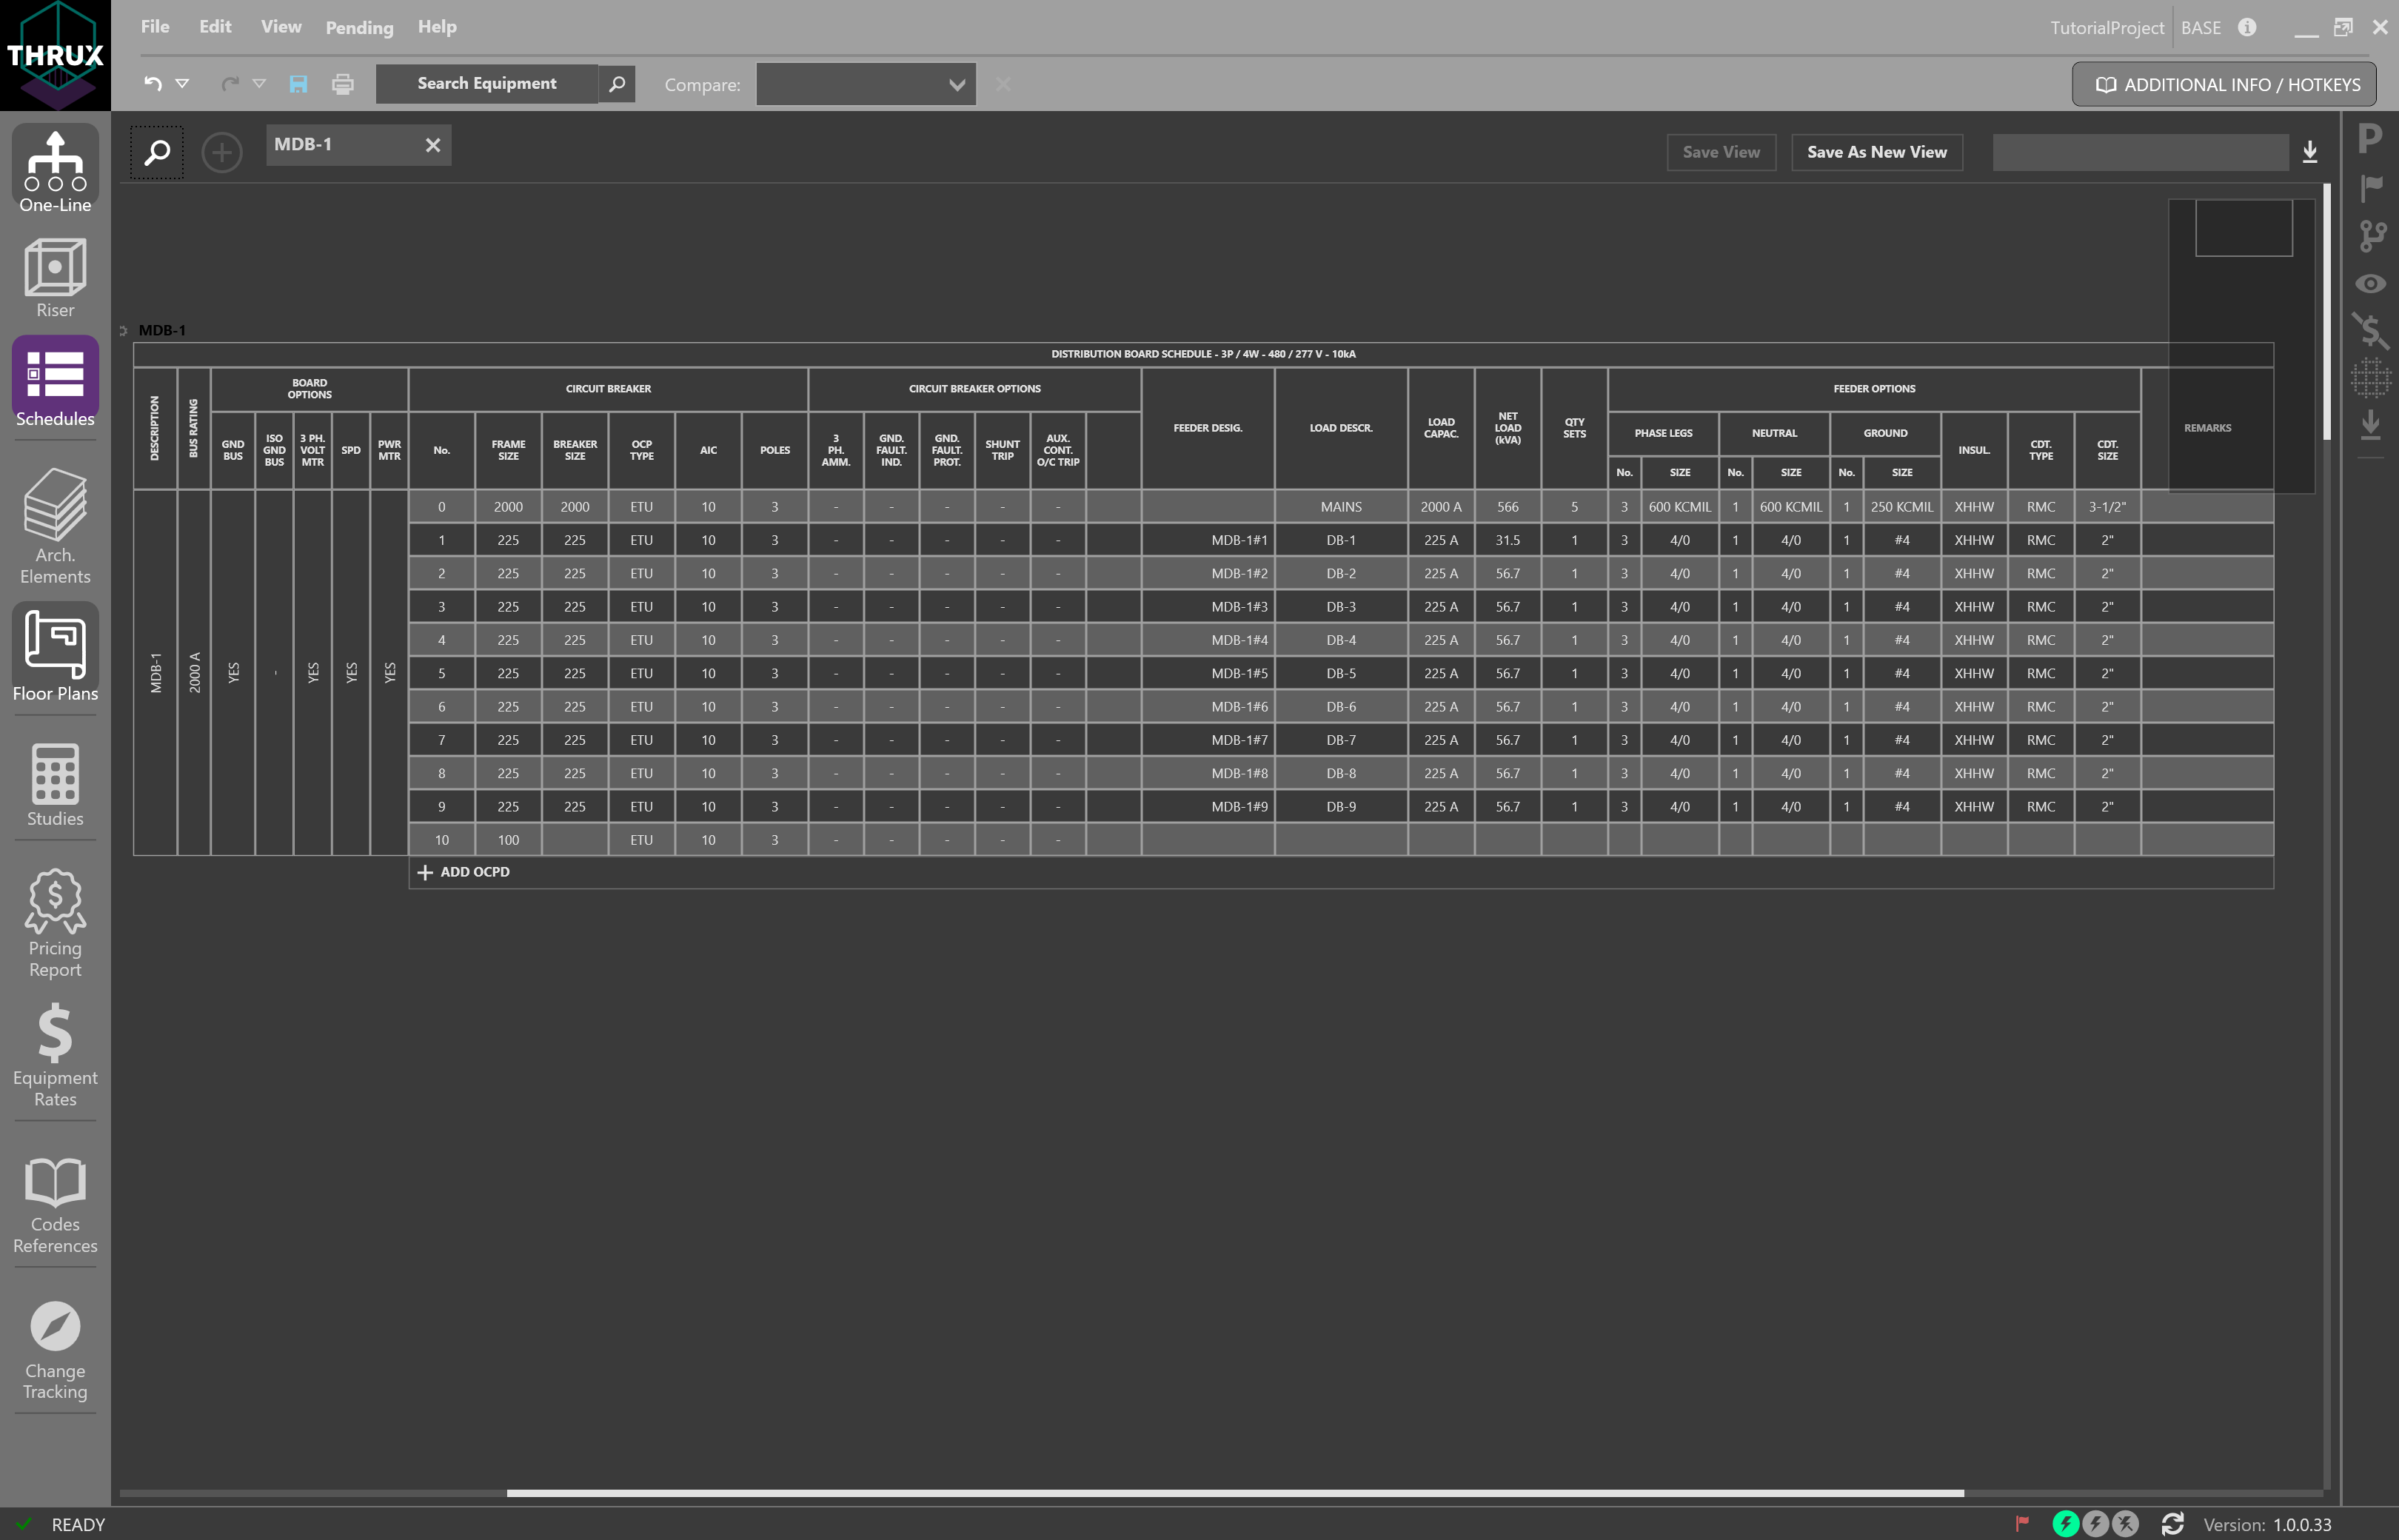 THRUX
File Edit View Pending Help
TutorialProject BASE
Search Equipment Compare: ADDITIONAL INFO / HOTKEYS
One-Line
Riser
Schedules
Arch.
Elements
Floor Plans
Studies
Pricing
Report
Equipment
Rates
Codes
References
Change
Tracking
MDB-1 Save View Save As New View
P
MDB-1
DISTRIBUTION BOARD SCHEDULE - 3P / 4W - 480 / 277 V - 10kA
DESCRIPTION
BUS RATING
BOARD
OPTIONS
GND
BUS
ISO
GND
BUS
3 PH.
VOLT
MTR
SPD
PWR
MTR
CIRCUIT BREAKER
No.
FRAME
SIZE
BREAKER
SIZE
OCP
TYPE
AIC
POLES
CIRCUIT BREAKER OPTIONS
3
PH.
AMM.
GND.
FAULT.
IND.
GND.
FAULT.
PROT.
SHUNT
TRIP
AUX.
CONT.
O/C TRIP
FEEDER DESIG.
LOAD DESCR.
LOAD
CAPAC.
NET
LOAD
(kVA)
QTY
SETS
FEEDER OPTIONS
PHASE LEGS
No. SIZE
NEUTRAL
No. SIZE
GROUND
No. SIZE
INSUL.
CDT.
TYPE
CDT.
SIZE
REMARKS
MDB-1
2000 A
YES
-
YES
YES
YES
0 2000 2000 ETU 10 3 - - - - - MAINS 2000 A 566 5 3 600 KCMIL 1 600 KCMIL 1 250 KCMIL XHHW RMC 3-1/2"
1 225 225 ETU 10 3 - - - - - MDB-1#1 DB-1 225 A 31.5 1 3 4/0 1 4/0 1 #4 XHHW RMC 2"
2 225 225 ETU 10 3 - - - - - MDB-1#2 DB-2 225 A 56.7 1 3 4/0 1 4/0 1 #4 XHHW RMC 2"
3 225 225 ETU 10 3 - - - - - MDB-1#3 DB-3 225 A 56.7 1 3 4/0 1 4/0 1 #4 XHHW RMC 2"
4 225 225 ETU 10 3 - - - - - MDB-1#4 DB-4 225 A 56.7 1 3 4/0 1 4/0 1 #4 XHHW RMC 2"
5 225 225 ETU 10 3 - - - - - MDB-1#5 DB-5 225 A 56.7 1 3 4/0 1 4/0 1 #4 XHHW RMC 2"
6 225 225 ETU 10 3 - - - - - MDB-1#6 DB-6 225 A 56.7 1 3 4/0 1 4/0 1 #4 XHHW RMC 2"
7 225 225 ETU 10 3 - - - - - MDB-1#7 DB-7 225 A 56.7 1 3 4/0 1 4/0 1 #4 XHHW RMC 2"
8 225 225 ETU 10 3 - - - - - MDB-1#8 DB-8 225 A 56.7 1 3 4/0 1 4/0 1 #4 XHHW RMC 2"
9 225 225 ETU 10 3 - - - - - MDB-1#9 DB-9 225 A 56.7 1 3 4/0 1 4/0 1 #4 XHHW RMC 2"
10 100 ETU 10 3 - - - - -
ADD OCPD
READY
Version: 1.0.0.33